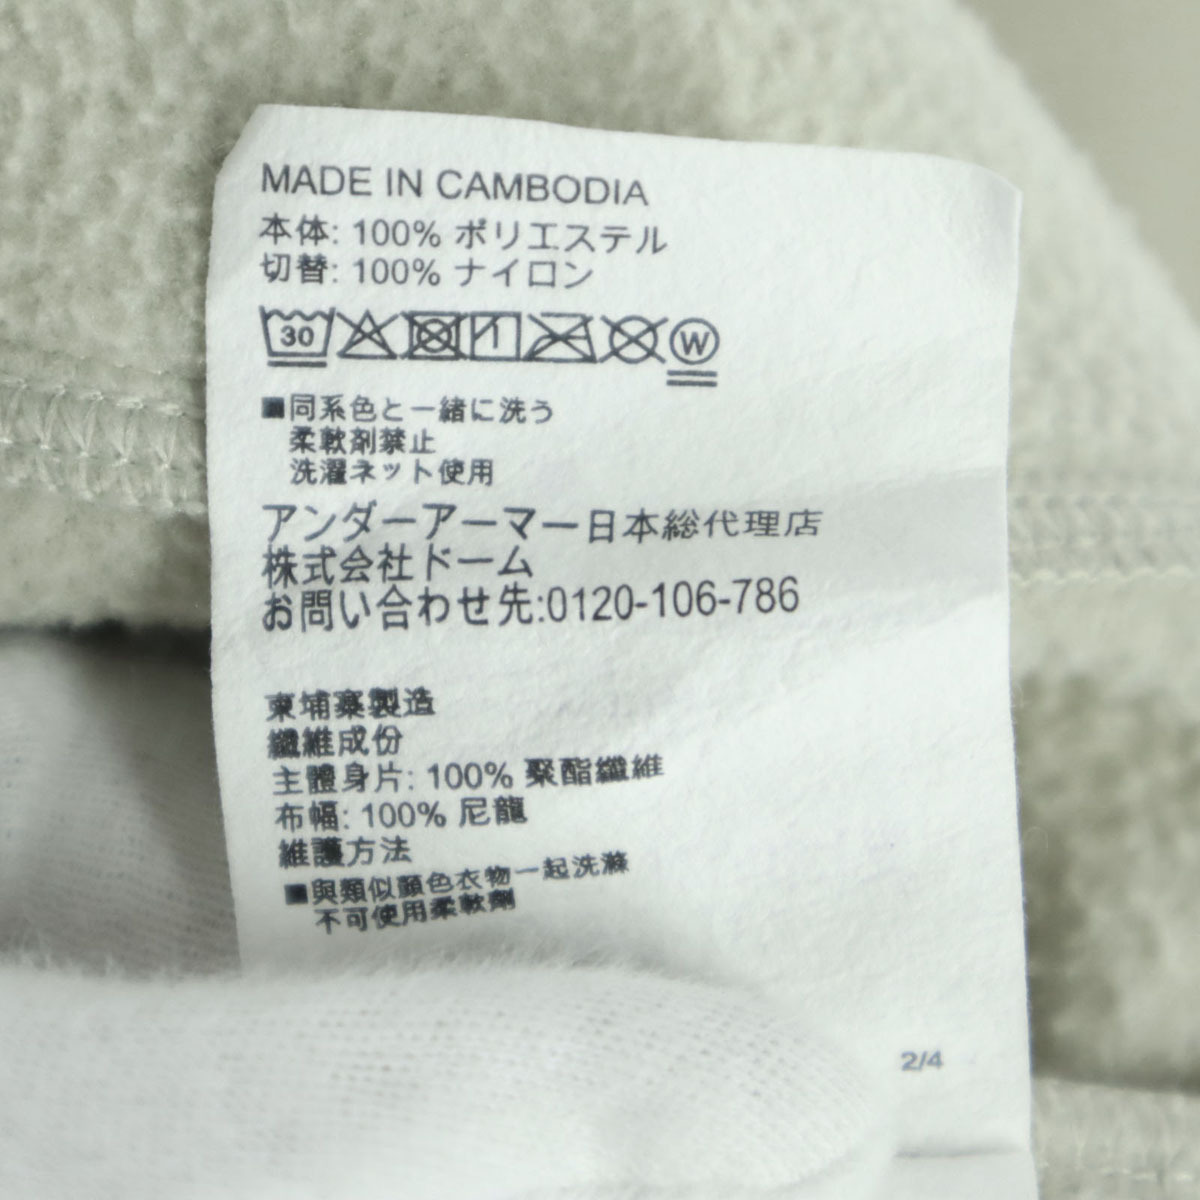 MADE IN CAMBODIA
本体: 100% ポリエステル
切替: 100% ナイロン
30 W
■同系色と一緒に洗う
柔軟剤禁止
洗濯ネット使用
アンダーアーマー日本総代理店
株式会社ドーム
お問い合わせ先:0120-106-786
柬埔寨製造
纖維成份
主體身片: 100% 聚酯纖維
布幅: 100% 尼龍
維護方法
■與類似顏色衣物一起洗滌
不可使用柔軟劑
2/4